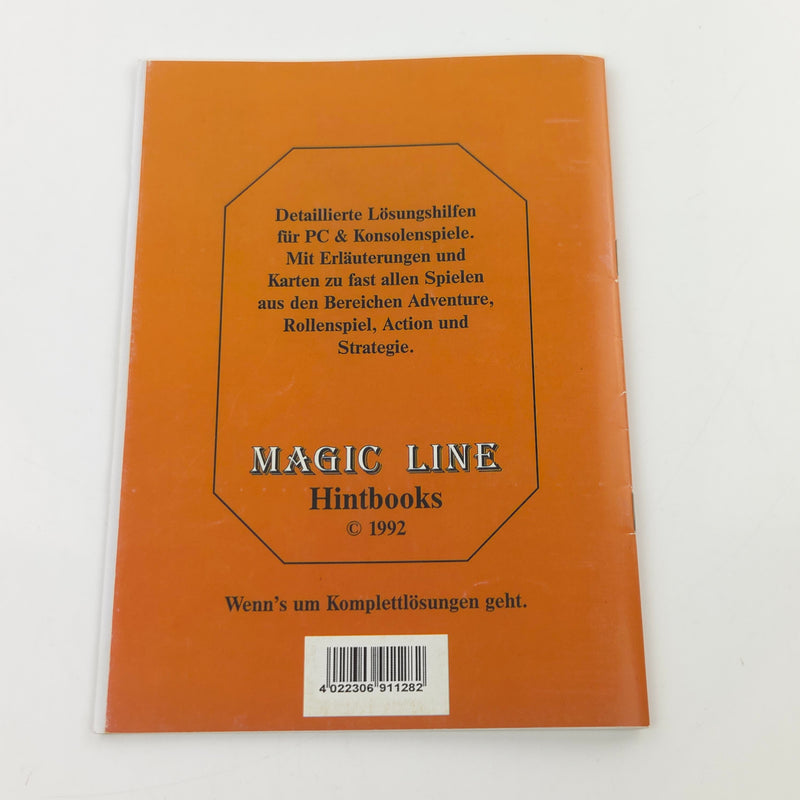 Detaillierte Lösungshilfen
für PC & Konsolenspiele.
Mit Erläuterungen und
Karten zu fast allen Spielen
aus den Bereichen Adventure,
Rollenspiel, Action und
Strategie.
MAGIC LINE
Hintbooks
© 1992
Wenn's um Komplettlösungen geht.
4 022306 911282